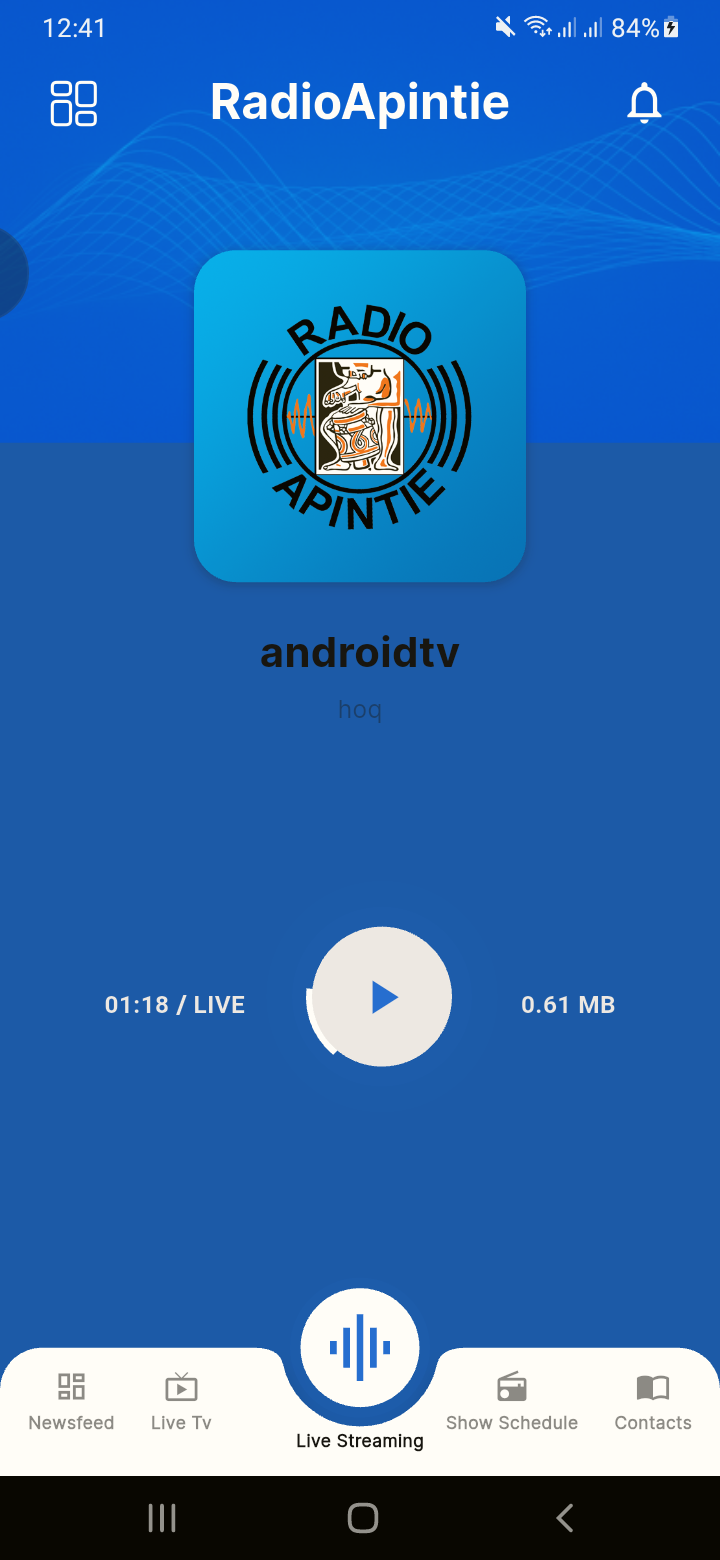 12:41
84%
RadioApintie
RADIO
APINTIE
androidtv
hoq
01:18 / LIVE
0.61 MB
Newsfeed
Live Tv
Live Streaming
Show Schedule
Contacts